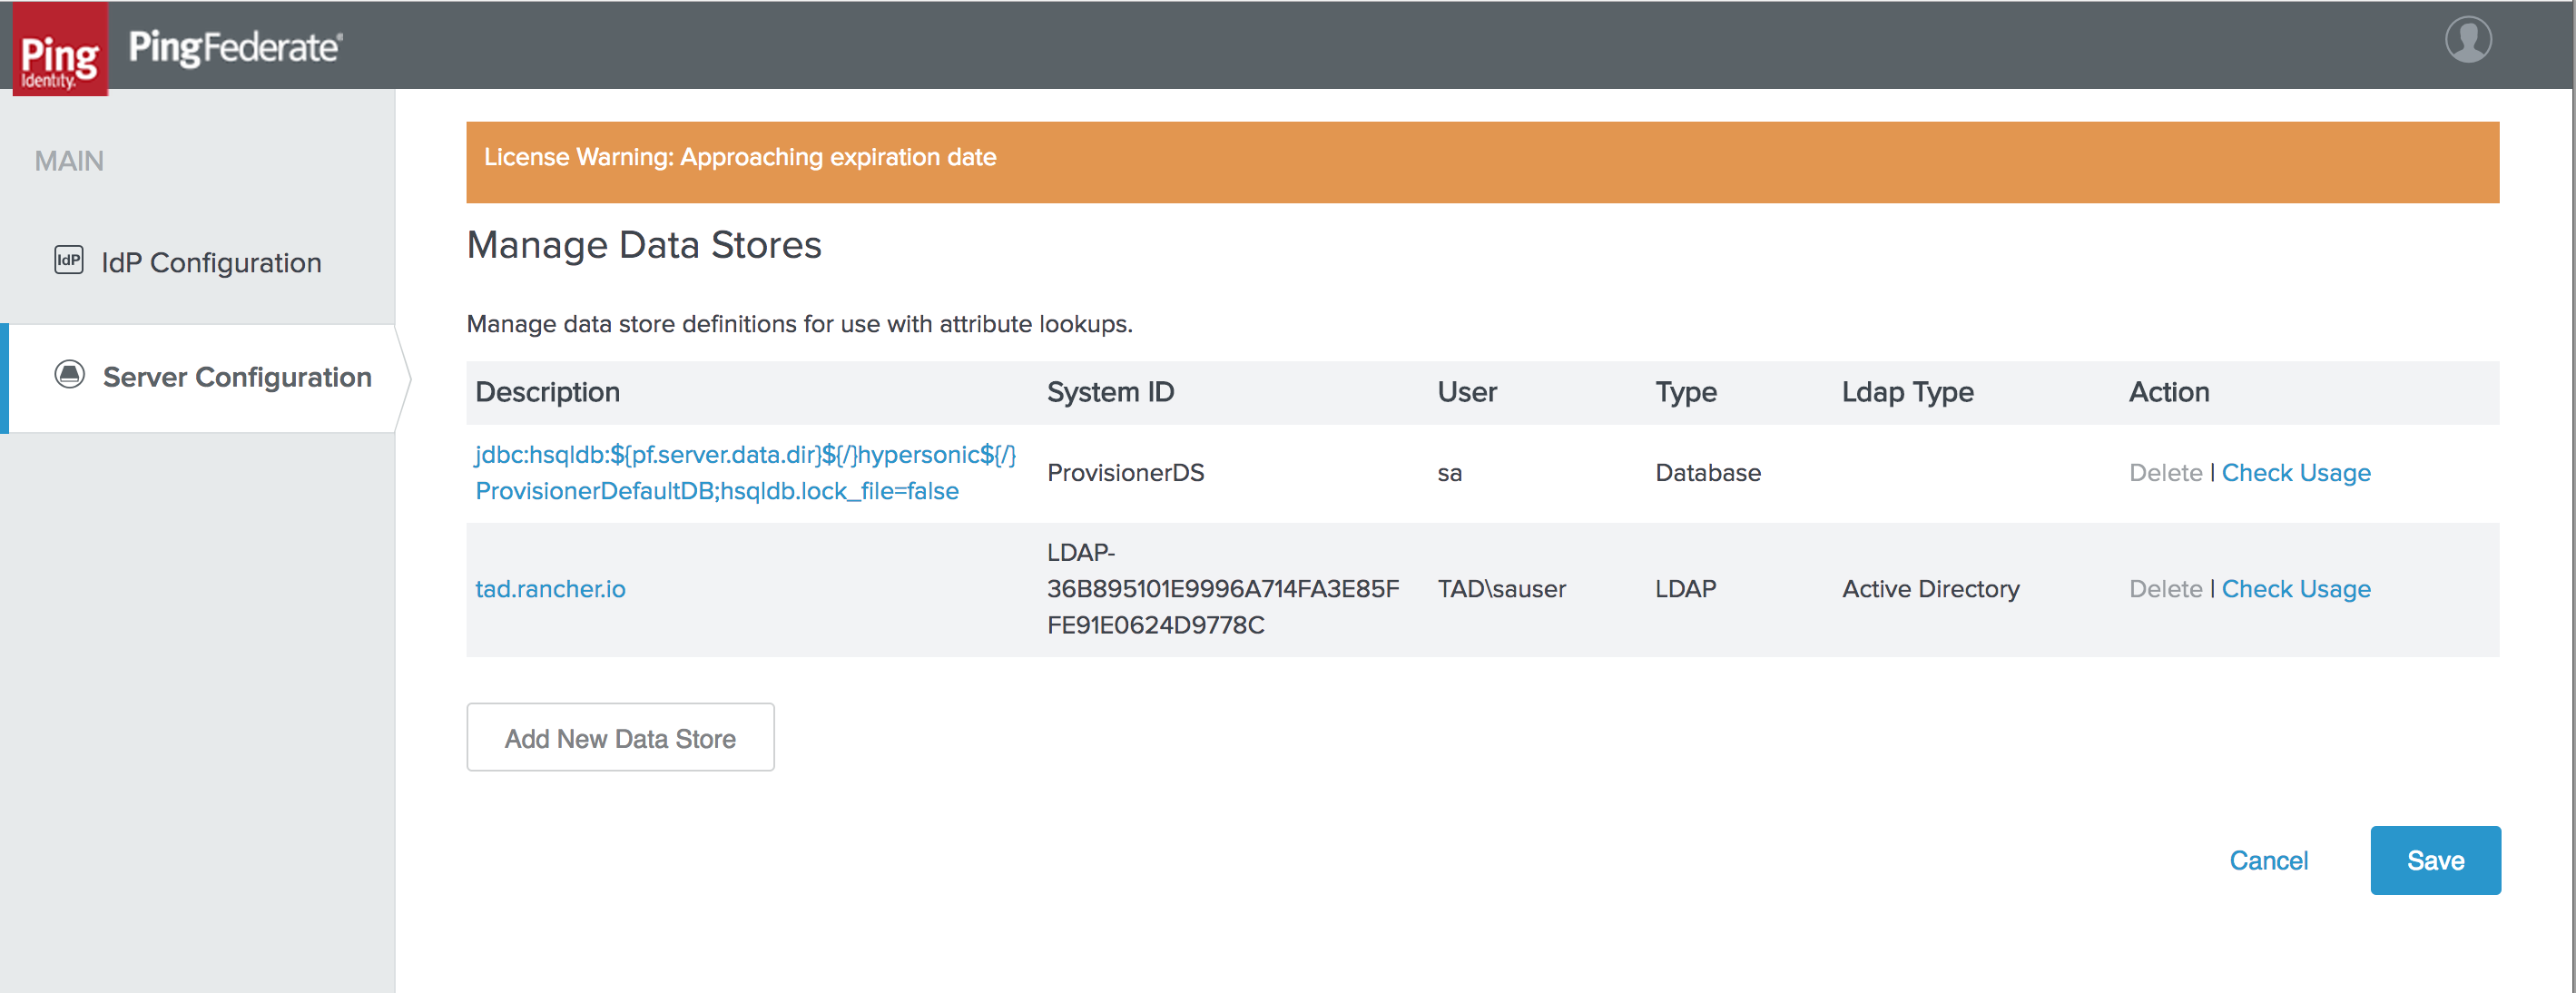 Ping
Identity.
PingFederate®
MAIN
IdP IdP Configuration
Server Configuration
License Warning: Approaching expiration date
Manage Data Stores
Manage data store definitions for use with attribute lookups.
Description System ID User Type Ldap Type Action
jdbc:hsqldb:${pf.server.data.dir}${/}hypersonic${/}
ProvisionerDefaultDB;hsqldb.lock_file=false
ProvisionerDS sa Database Delete | Check Usage
tad.rancher.io
LDAP-
36B895101E9996A714FA3E85F
FE91E0624D9778C
TAD\sauser LDAP Active Directory Delete | Check Usage
Add New Data Store
Cancel Save